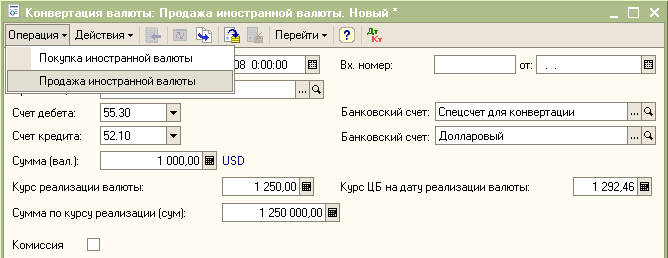 Конвертация валюты: Продажа иностранной валюты. Новый *
Операция Действия Перейти ? Дт Кт
Покупка иностранной валюты
Продажа иностранной валюты
08 0:00:00 Вх. номер: от: . .
Счет дебета: 55.30 Банковский счет: Спецсчет для конвертации
Счет кредита: 52.10 Банковский счет: Долларовый
Сумма (вал.): 1 000,00 USD
Курс реализации валюты: 1 250,00 Курс ЦБ на дату реализации валюты: 1 292,46
Сумма по курсу реализации (сум) 1 250 000,00
Комиссия